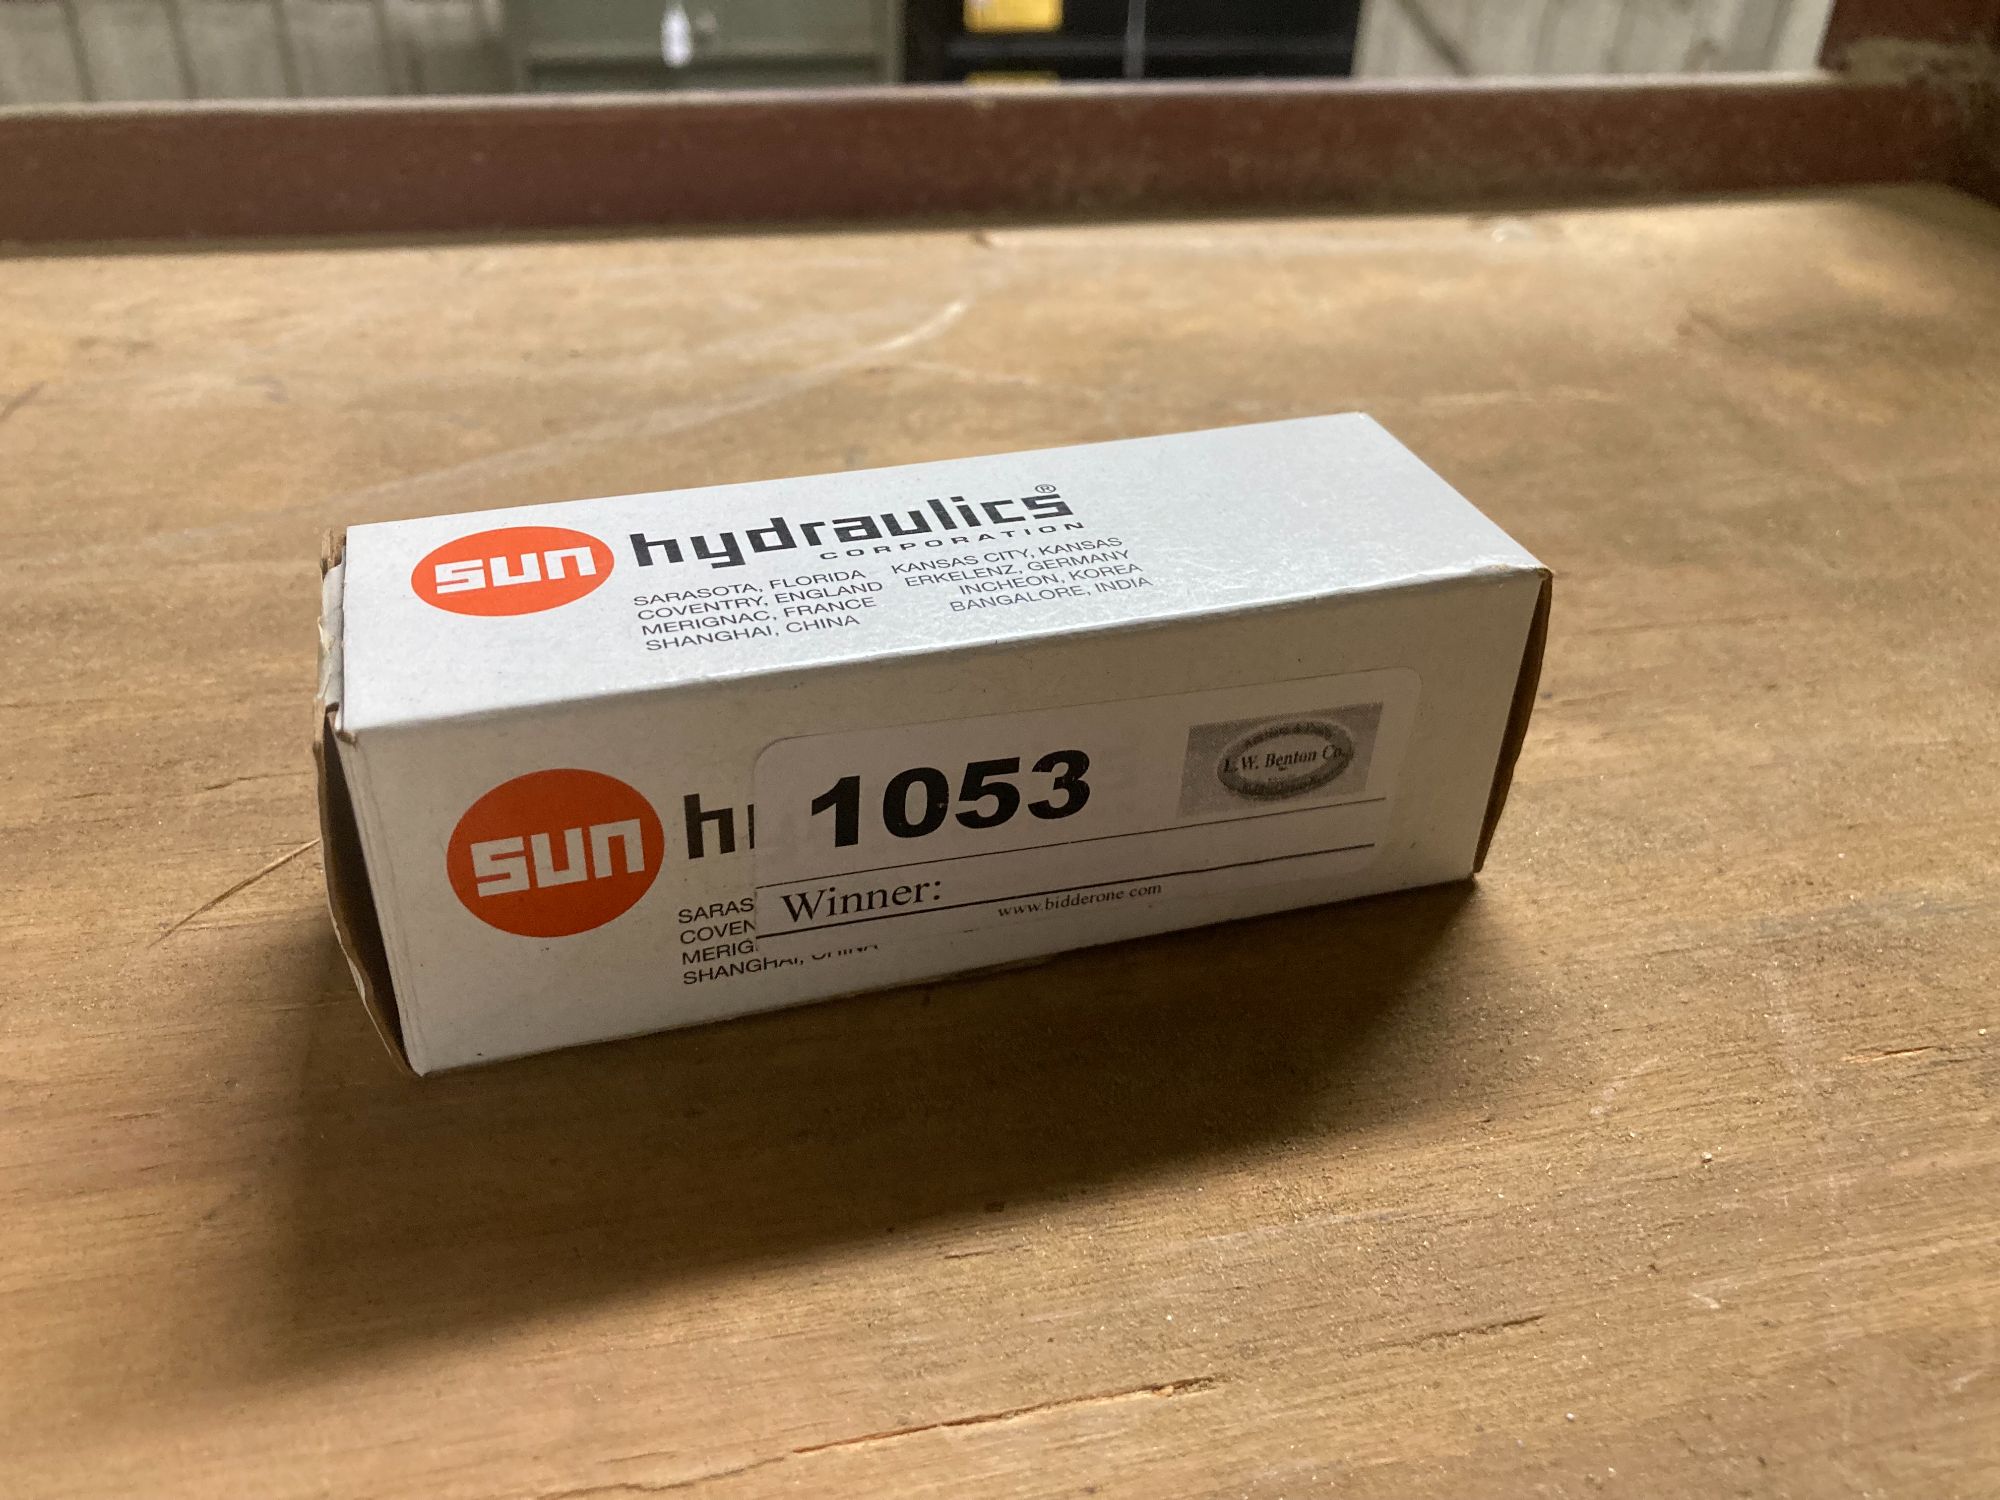 sun hydraulics®
CORPORATION
SARASOTA, FLORIDA KANSAS CITY, KANSAS
COVENTRY, ENGLAND ERKELENZ, GERMANY
MERIGNAC, FRANCE INCHEON, KOREA
SHANGHAI, CHINA BANGALORE, INDIA
sun
1053
L.W. Benton Co.
Winner:
www.bidderone.com
SARAS
COVEN
MERIG
SHANGHAI, CHINA